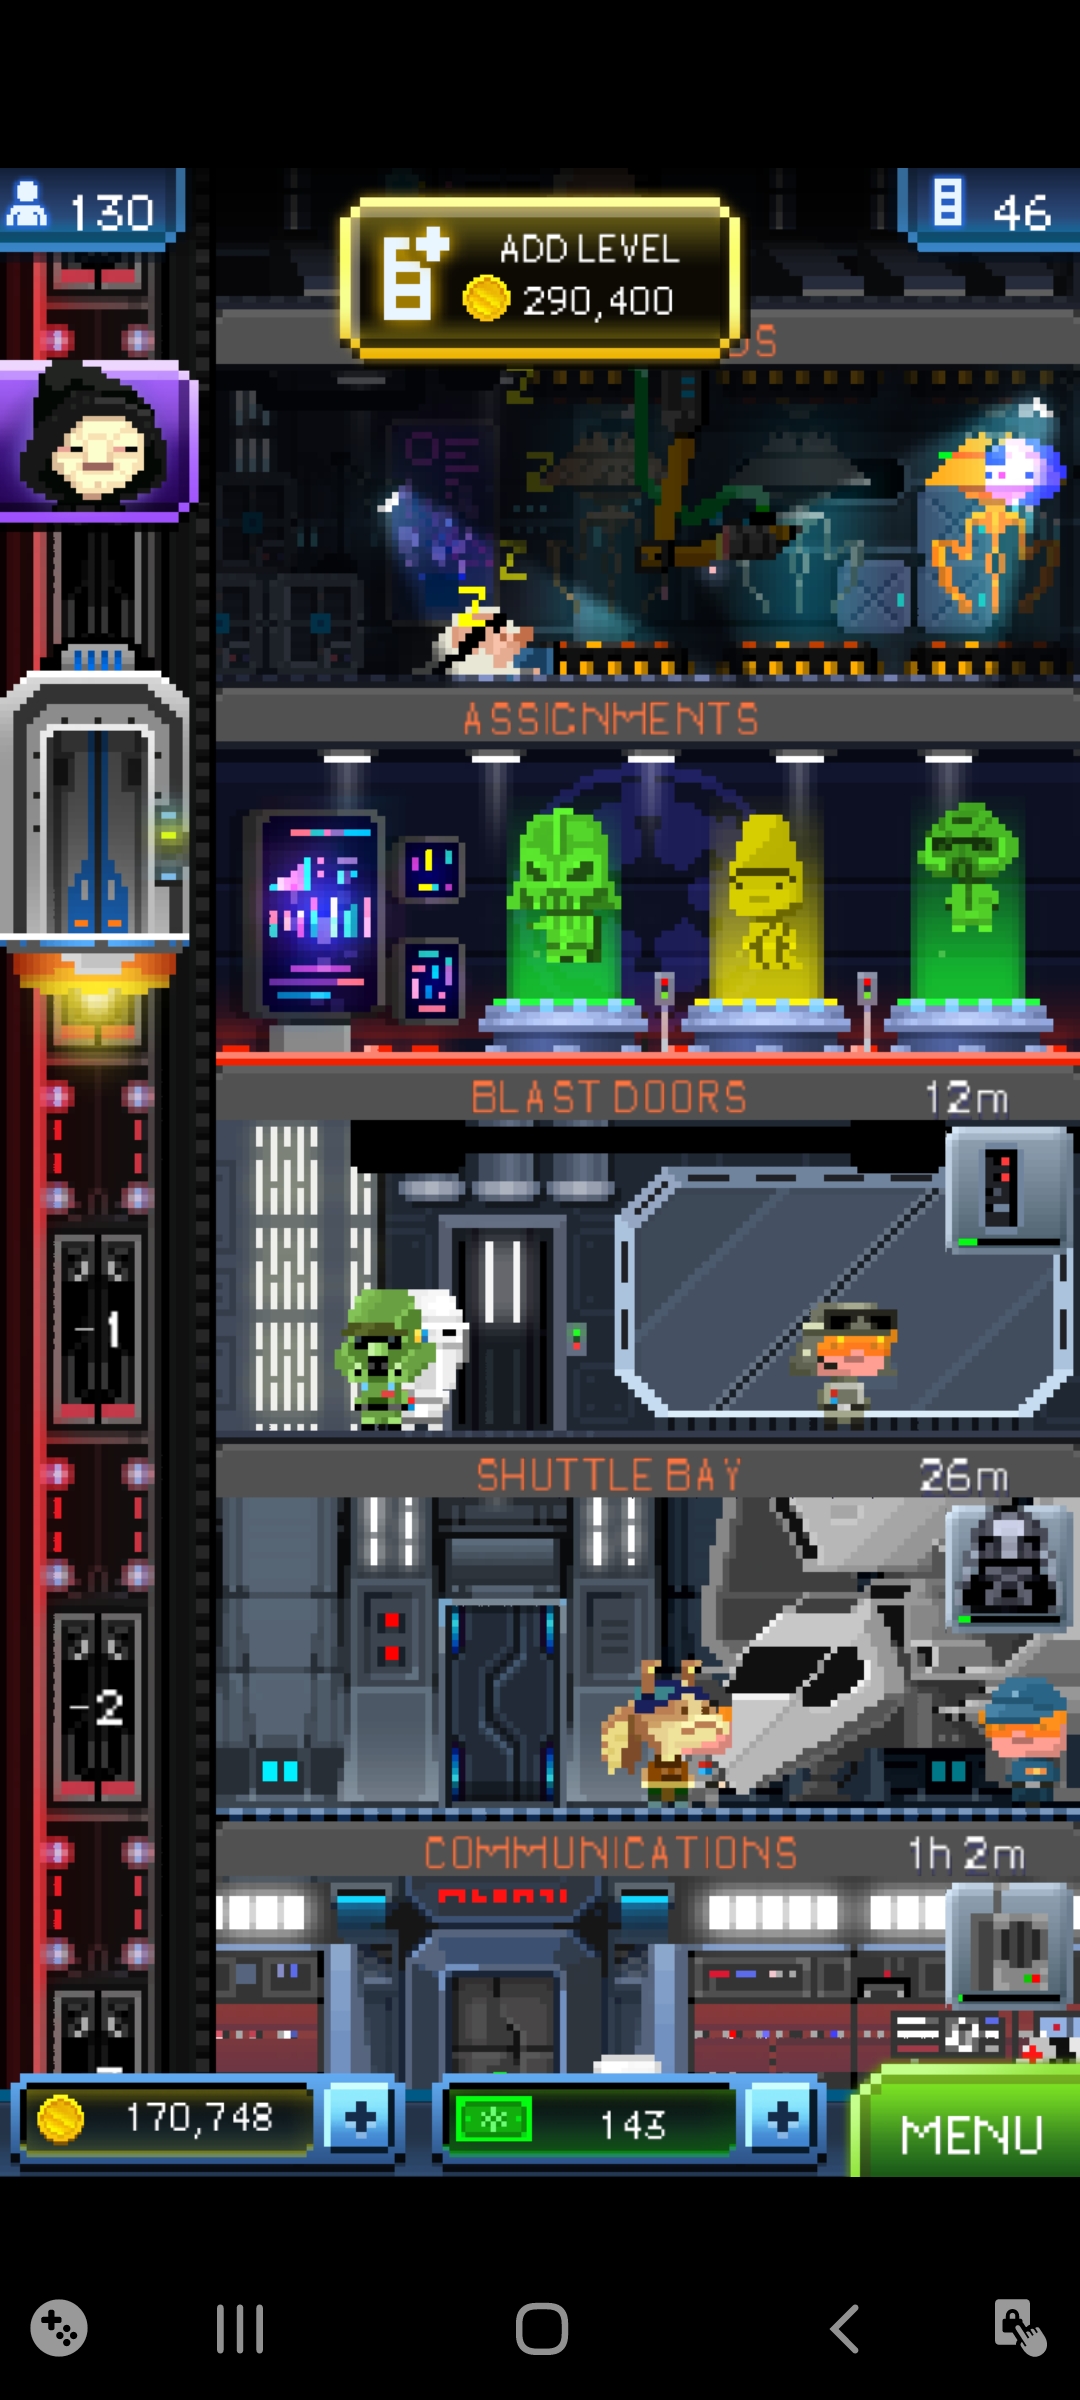 130
ADD LEVEL
290,400
46
DS
Z
Z
Z
Z
ASSIGNMENTS
BLAST DOORS 12m
-1
SHUTTLE BAY 26m
-2
COMMUNICATIONS 1h 2m
170,748
143
MENU